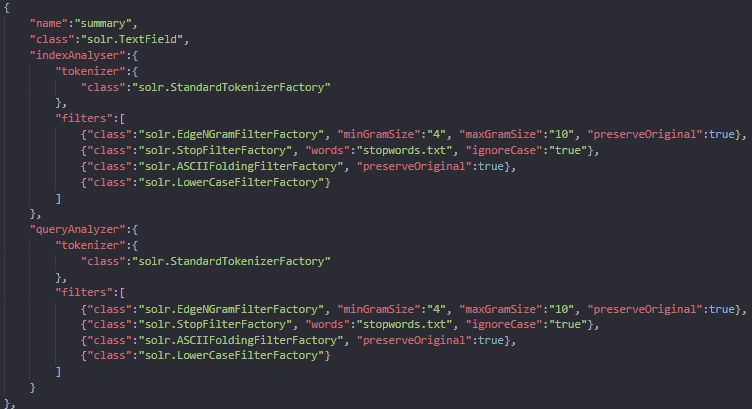 {
"name":"summary",
"class":"solr.TextField",
"indexAnalyser":{
"tokenizer":{
"class":"solr.StandardTokenizerFactory"
},
"filters":[
{"class":"solr.EdgeNGramFilterFactory", "minGramSize":"4", "maxGramSize":"10", "preserveOriginal":true},
{"class":"solr.StopFilterFactory", "words":"stopwords.txt", "ignoreCase":"true"},
{"class":"solr.ASCIIFoldingFilterFactory", "preserveOriginal":true},
{"class":"solr.LowerCaseFilterFactory"}
]
},
"queryAnalyzer":{
"tokenizer":{
"class":"solr.StandardTokenizerFactory"
},
"filters":[
{"class":"solr.EdgeNGramFilterFactory", "minGramSize":"4", "maxGramSize":"10", "preserveOriginal":true},
{"class":"solr.StopFilterFactory", "words":"stopwords.txt", "ignoreCase":"true"},
{"class":"solr.ASCIIFoldingFilterFactory", "preserveOriginal":true},
{"class":"solr.LowerCaseFilterFactory"}
]
}
},